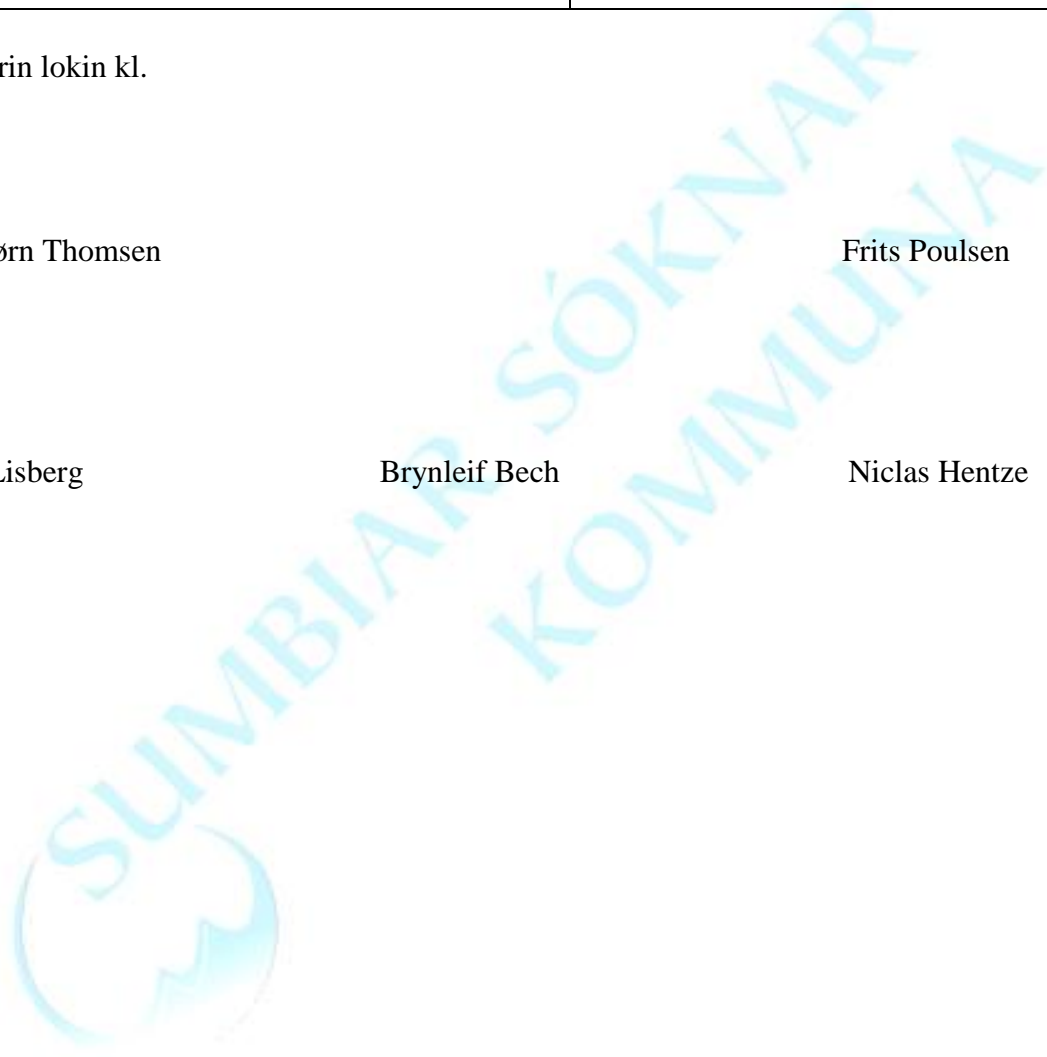 rin lokin kl.
ørn Thomsen Frits Poulsen
Lisberg Brynleif Bech Niclas Hentze
SUMBIAR SÓKNAR
KOMMUNA